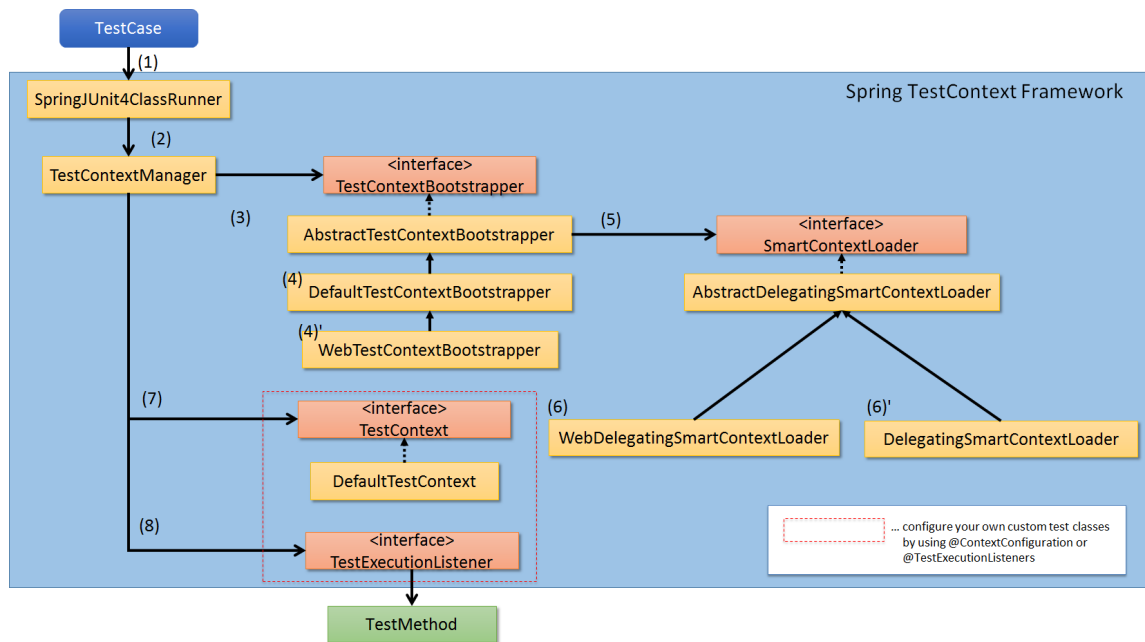 TestCase
(1)
Spring TestContext Framework
SpringJUnit4ClassRunner
(2)
TestContextManager
<interface>
TestContextBootstrapper
(3)
AbstractTestContextBootstrapper
(5)
<interface>
SmartContextLoader
(4)
DefaultTestContextBootstrapper
AbstractDelegatingSmartContextLoader
(4)'
WebTestContextBootstrapper
(7)
<interface>
TestContext
(6)
WebDelegatingSmartContextLoader
(6)'
DelegatingSmartContextLoader
DefaultTestContext
(8)
<interface>
TestExecutionListener
... configure your own custom test classes
by using @ContextConfiguration or
@TestExecutionListeners
TestMethod